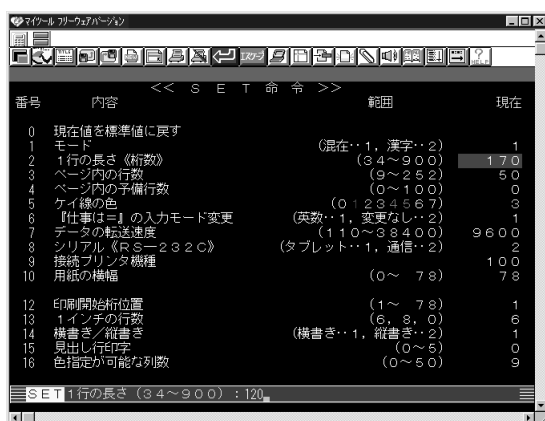 マイツール フリーウェアバージョン
エスケープ
<< ＳＥＴ 命令 >>
番号 内容 範囲 現在
0 現在値を標準値に戻す
1 モード (混在‥１, 漢字‥２) １
2 １行の長さ《桁数》 (３４～９００) １７０
3 ページ内の行数 (９～２５２) ５０
4 ページ内の予備行数 (０～１００) ０
5 ケイ線の色 (０１２３４５６７) ３
6 『仕事は＝』の入力モード変更 (英数‥１, 変更なし‥２) １
7 データの転送速度 (１１０～３８４００) ９６００
8 シリアル《ＲＳ－２３２Ｃ》 (タブレット‥１, 通信‥２) ２
9 接続プリンタ機種 １００
10 用紙の横幅 (０～ ７８) ７８
12 印刷開始桁位置 (１～ ７８) １
13 １インチの行数 (６, ８, ０) ６
14 横書き／縦書き (横書き‥１, 縦書き‥２) １
15 見出し行印字 (０～５) ０
16 色指定が可能な列数 (０～５０) ９
ＳＥＴ １行の長さ（３４～９００）：120